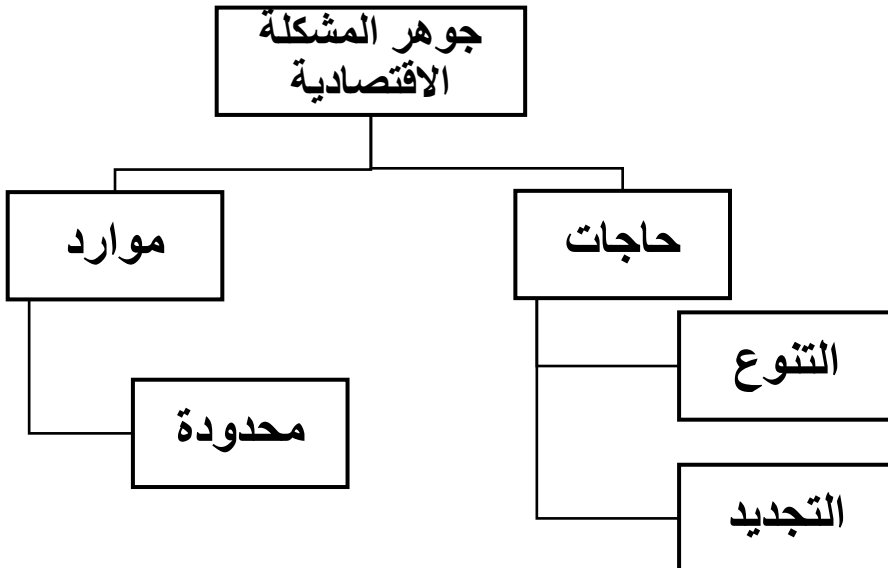 جوهر المشكلة
الاقتصادية
حاجات
موارد
التنوع
محدودة
التجديد